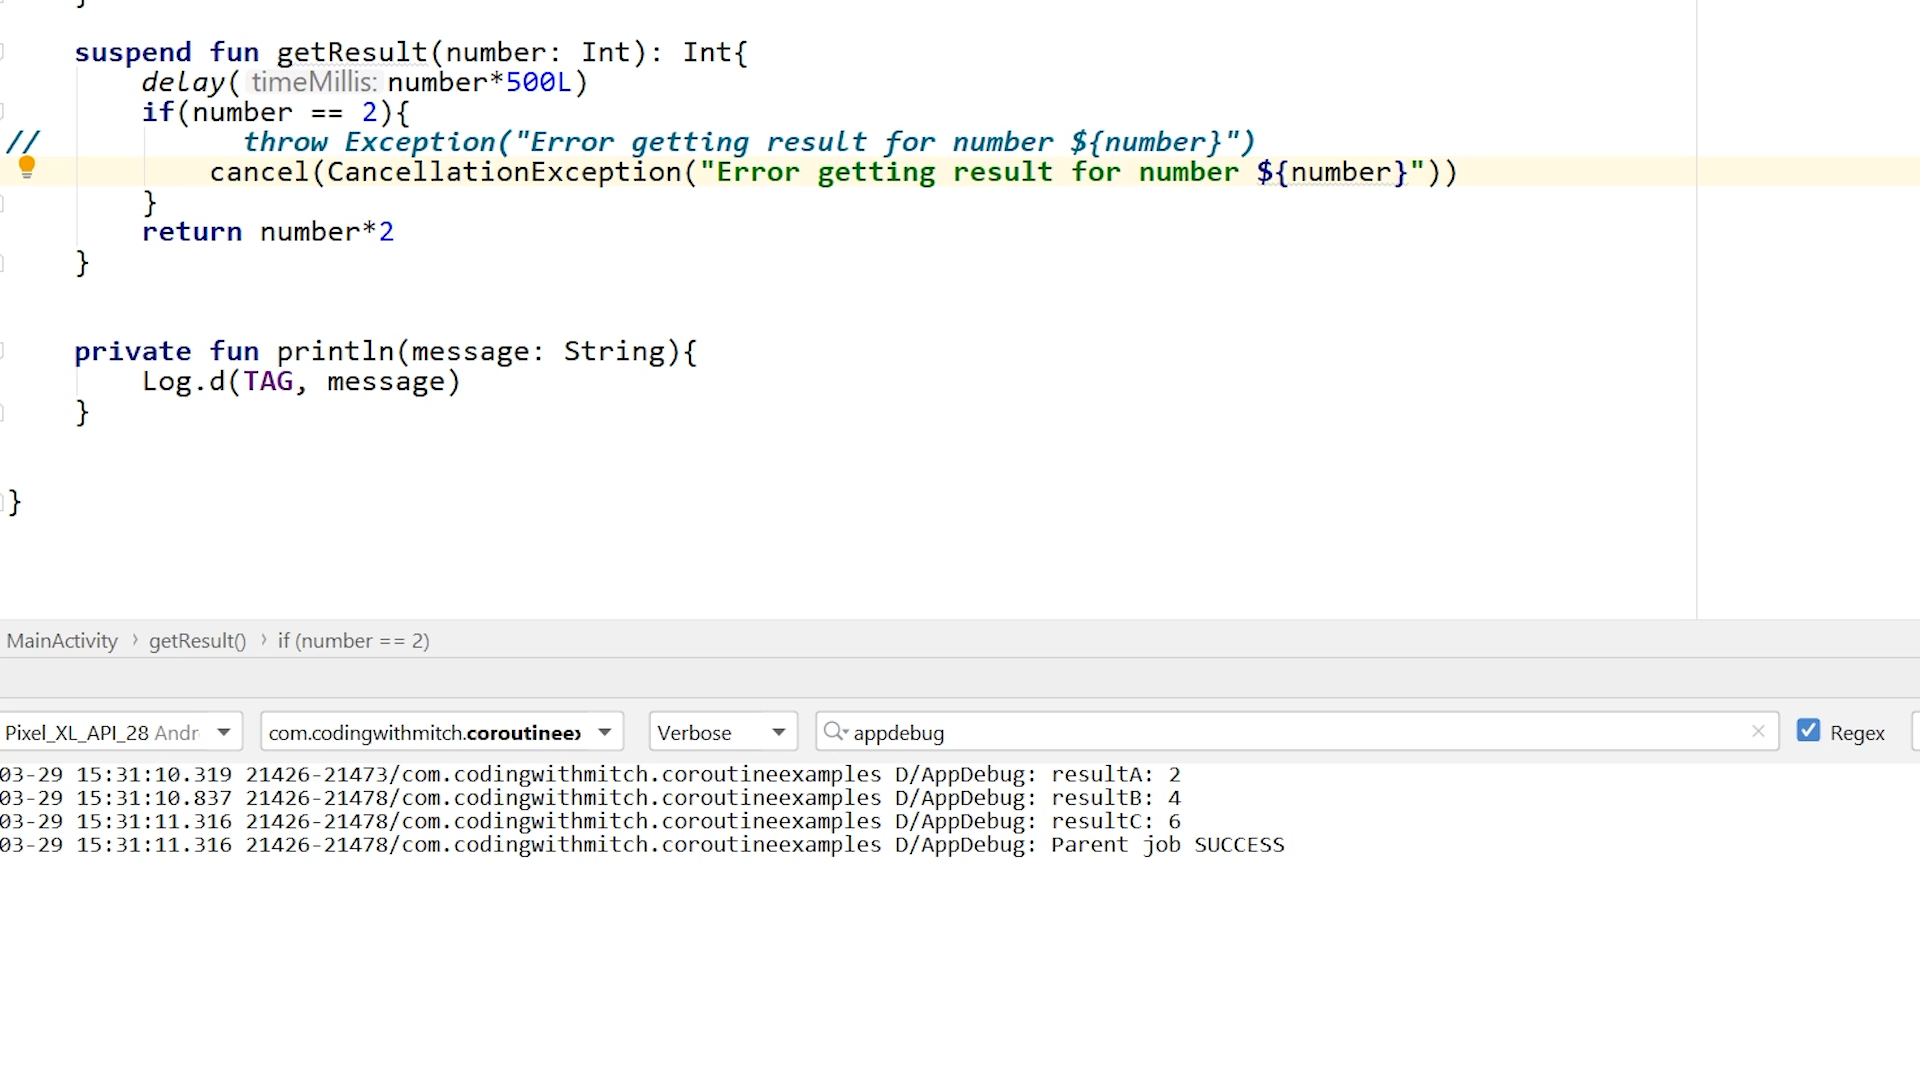 }
suspend fun getResult(number: Int): Int{
delay( timeMillis: number*500L)
if(number == 2){
// throw Exception("Error getting result for number ${number}")
cancel(CancellationException("Error getting result for number ${number}"))
}
return number*2
}
private fun println(message: String){
Log.d(TAG, message)
}
}
MainActivity › getResult() › if (number == 2)
Pixel_XL_API_28 Andr com.codingwithmitch.coroutineex Verbose appdebug Regex
03-29 15:31:10.319 21426-21473/com.codingwithmitch.coroutineexamples D/AppDebug: resultA: 2
03-29 15:31:10.837 21426-21478/com.codingwithmitch.coroutineexamples D/AppDebug: resultB: 4
03-29 15:31:11.316 21426-21478/com.codingwithmitch.coroutineexamples D/AppDebug: resultC: 6
03-29 15:31:11.316 21426-21478/com.codingwithmitch.coroutineexamples D/AppDebug: Parent job SUCCESS